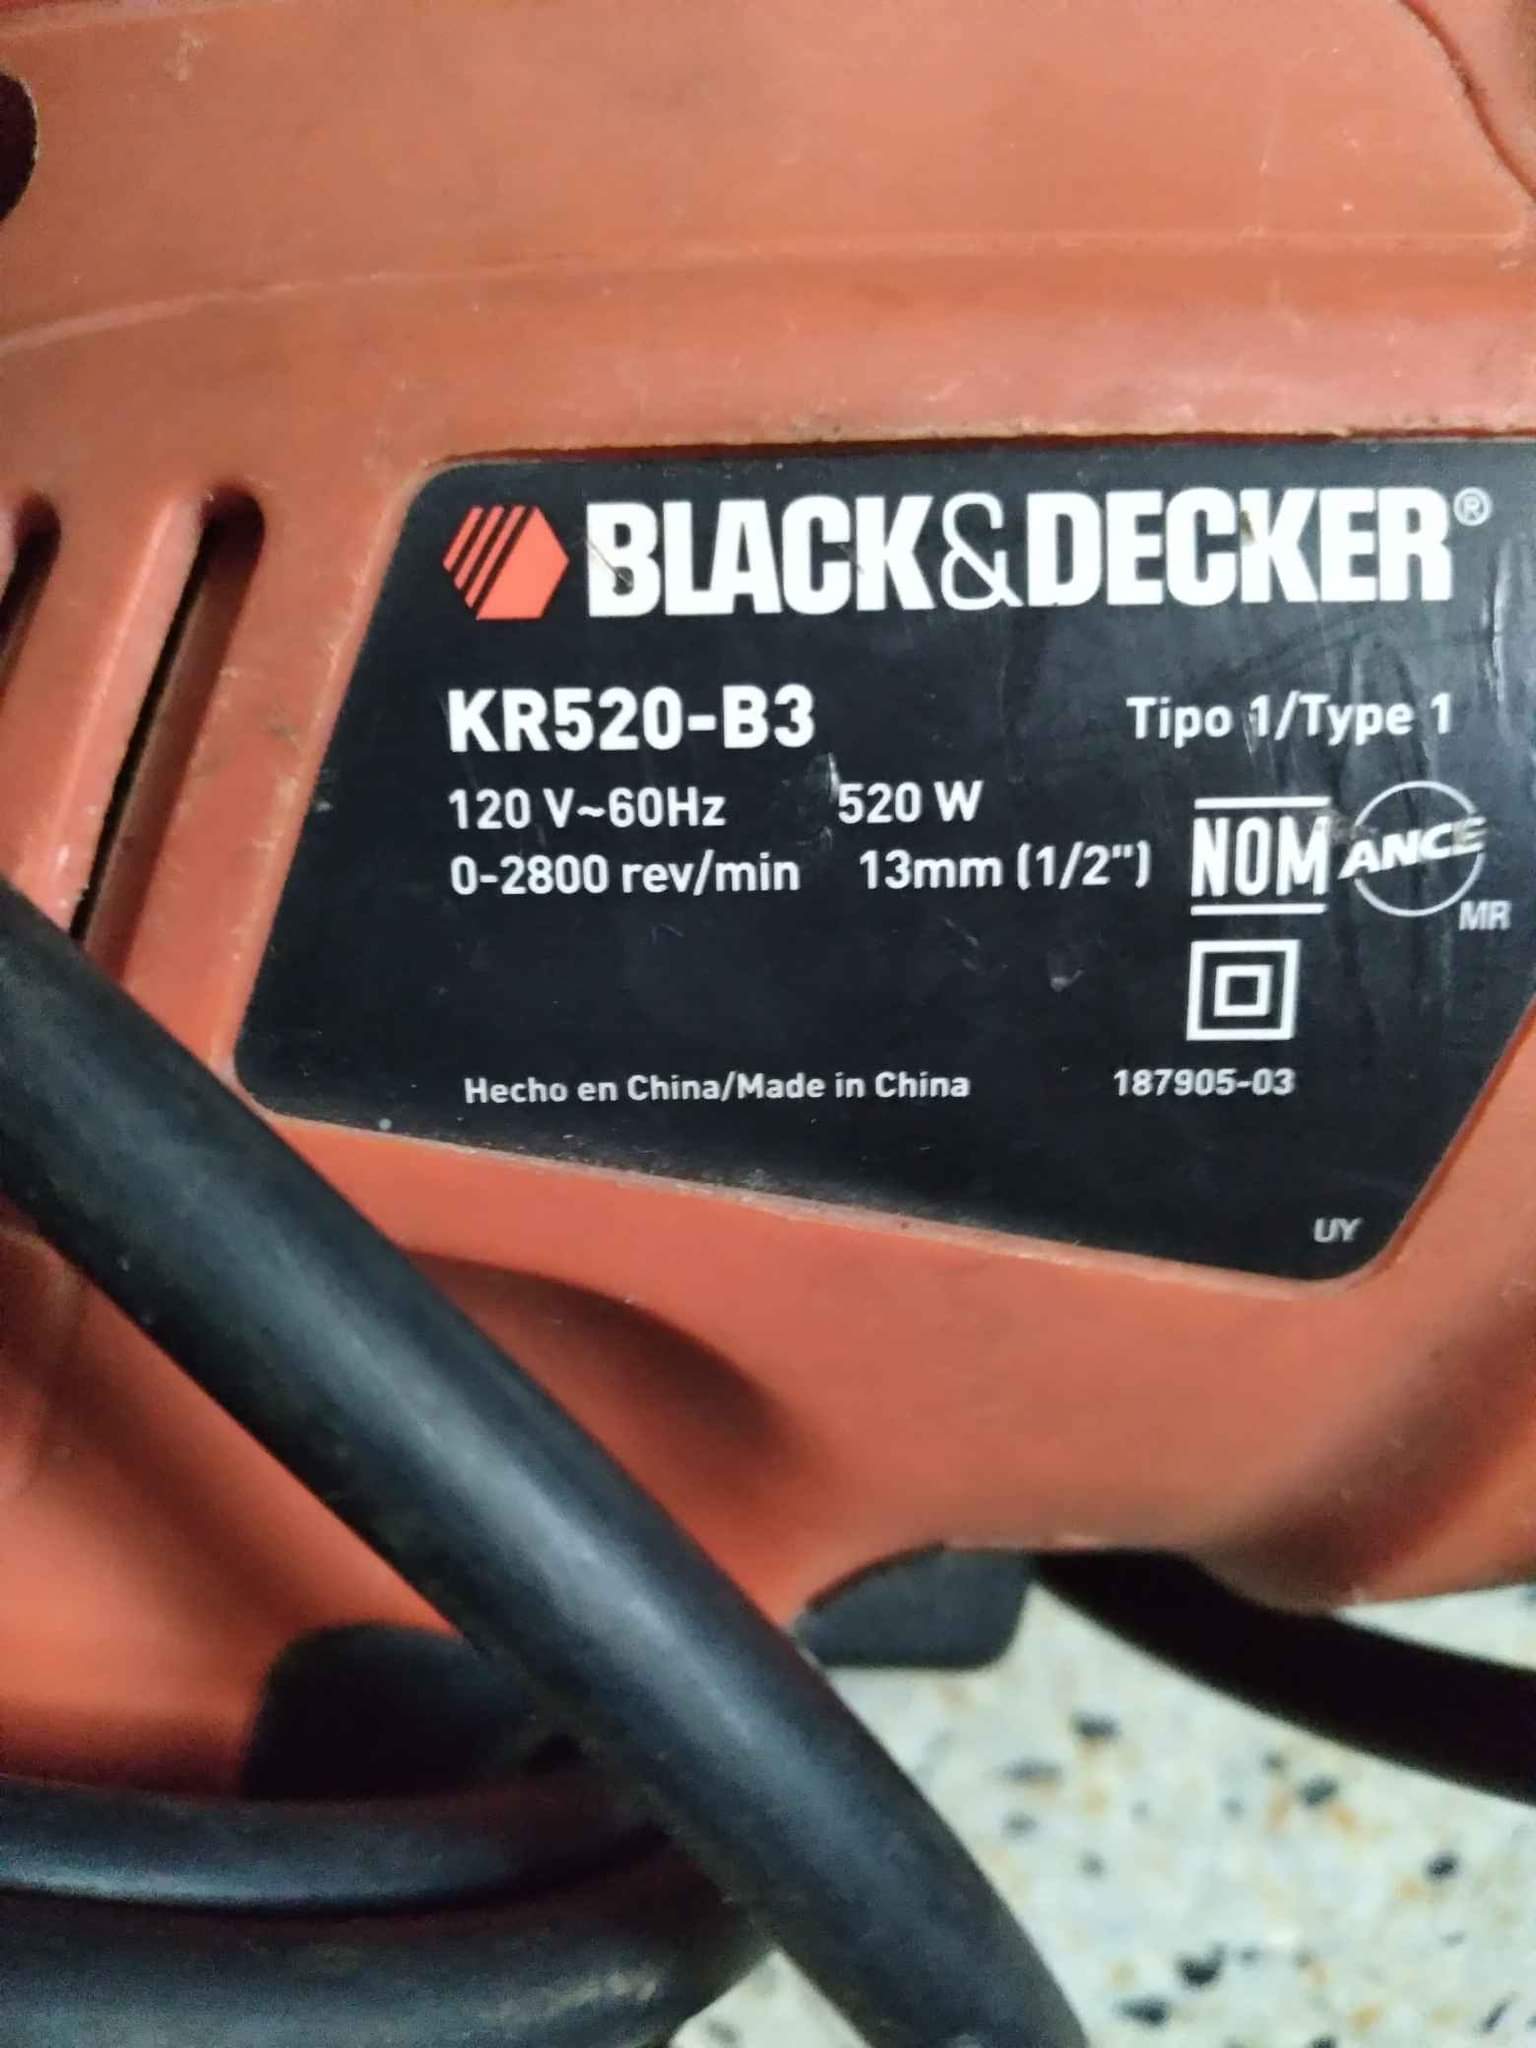 BLACK&DECKER®
KR520-B3
Tipo 1/Type 1
120 V~60Hz 520 W
0-2800 rev/min 13mm (1/2")
NOM
ANCE
MR
Hecho en China/Made in China
187905-03
UY